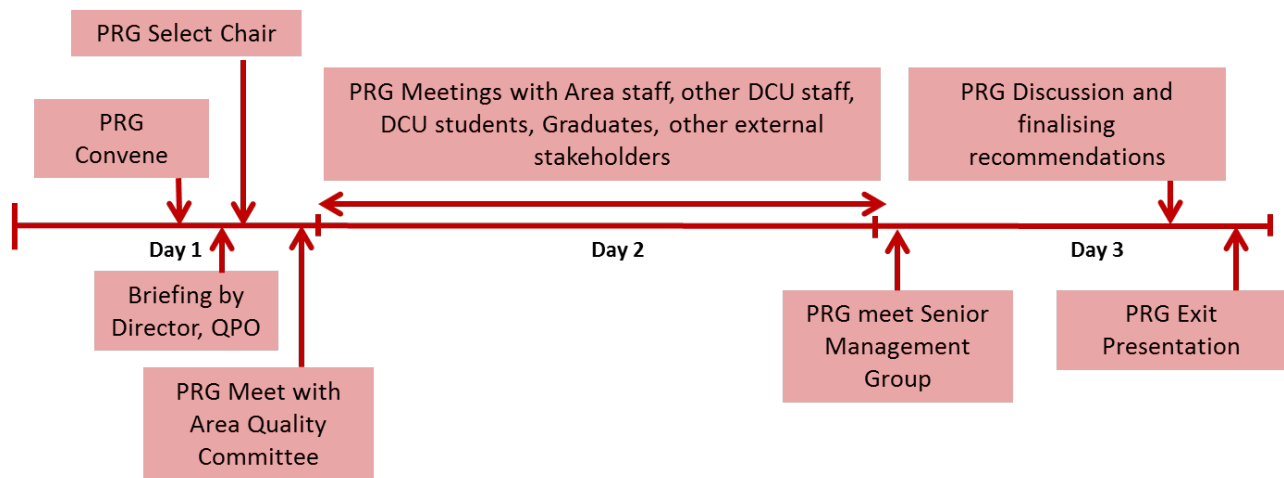 PRG Select Chair
PRG
Convene
PRG Meetings with Area staff, other DCU staff,
DCU students, Graduates, other external
stakeholders
PRG Discussion and
finalising
recommendations
Day 1
Day 2
Day 3
Briefing by
Director, QPO
PRG Meet with
Area Quality
Committee
PRG meet Senior
Management
Group
PRG Exit
Presentation